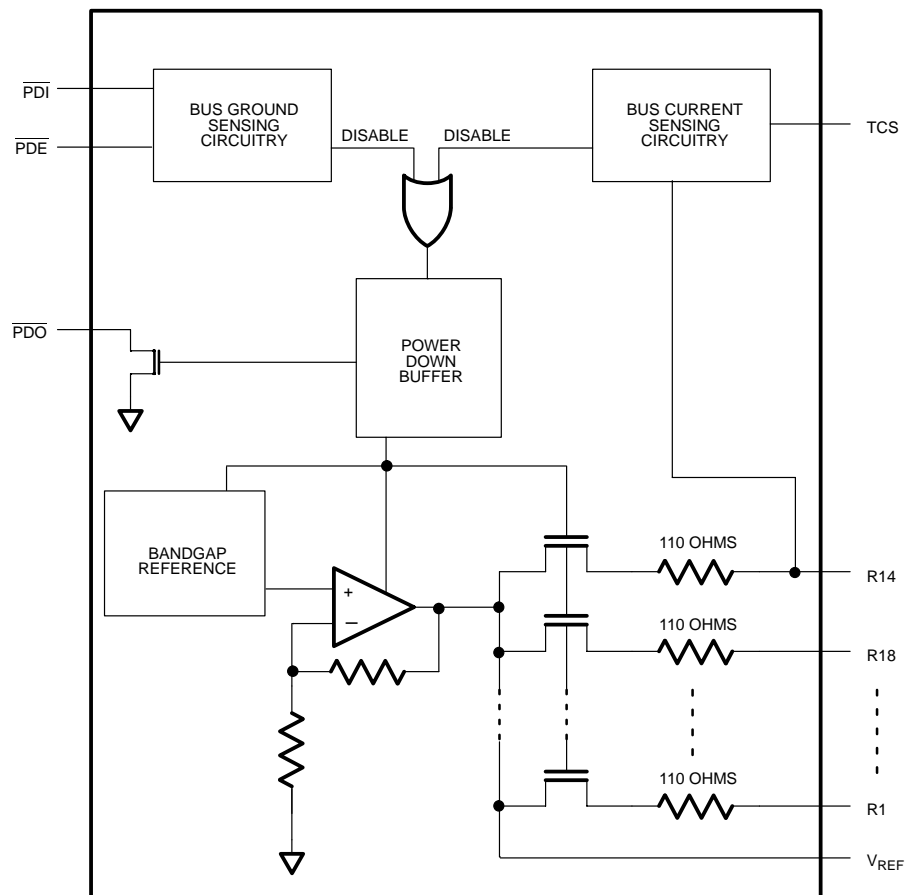 PDI
PDE
BUS GROUND
SENSING
CIRCUITRY
DISABLE
DISABLE
BUS CURRENT
SENSING
CIRCUITRY
TCS
PDO
POWER
DOWN
BUFFER
BANDGAP
REFERENCE
+
−
110 OHMS
R14
110 OHMS
R18
110 OHMS
R1
VREF